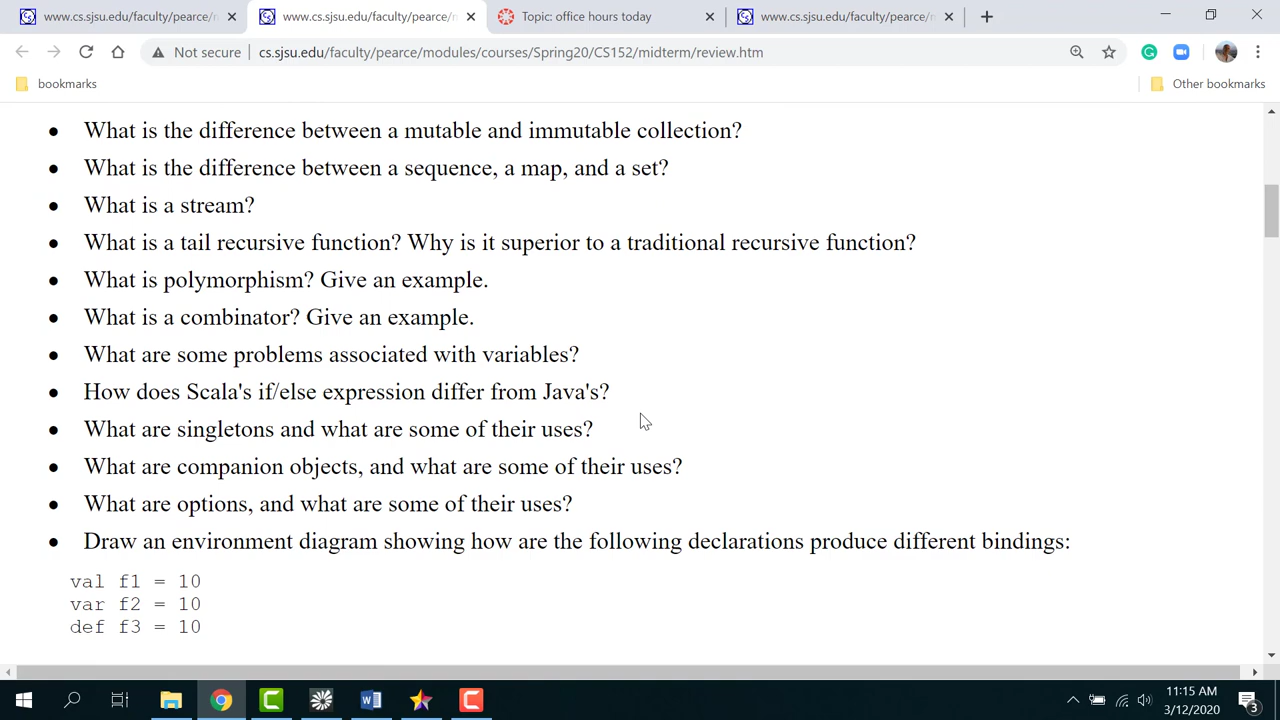 www.cs.sjsu.edu/faculty/pearce/
www.cs.sjsu.edu/faculty/pearce/
Topic: office hours today
www.cs.sjsu.edu/faculty/pearce/
Not secure
cs.sjsu.edu/faculty/pearce/modules/courses/Spring20/CS152/midterm/review.htm
bookmarks
Other bookmarks
• What is the difference between a mutable and immutable collection?
• What is the difference between a sequence, a map, and a set?
• What is a stream?
• What is a tail recursive function? Why is it superior to a traditional recursive function?
• What is polymorphism? Give an example.
• What is a combinator? Give an example.
• What are some problems associated with variables?
• How does Scala's if/else expression differ from Java's?
• What are singletons and what are some of their uses?
• What are companion objects, and what are some of their uses?
• What are options, and what are some of their uses?
• Draw an environment diagram showing how are the following declarations produce different bindings:
val f1 = 10
var f2 = 10
def f3 = 10
11:15 AM
3/12/2020
3